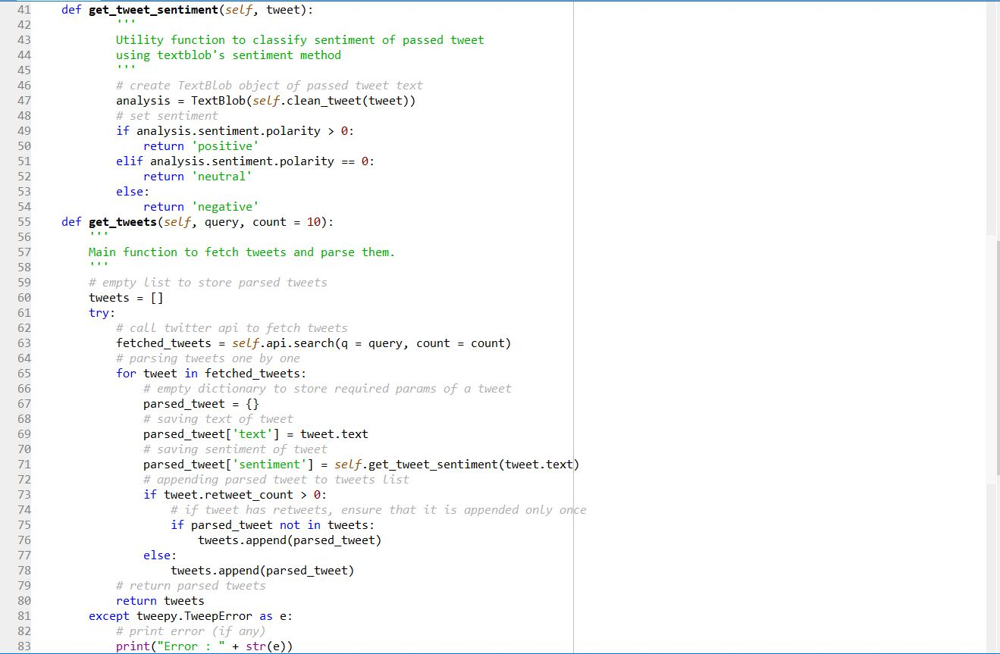 41 def get_tweet_sentiment(self, tweet):
42 '''
43 Utility function to classify sentiment of passed tweet
44 using textblob's sentiment method
45 '''
46 # create TextBlob object of passed tweet text
47 analysis = TextBlob(self.clean_tweet(tweet))
48 # set sentiment
49 if analysis.sentiment.polarity > 0:
50 return 'positive'
51 elif analysis.sentiment.polarity == 0:
52 return 'neutral'
53 else:
54 return 'negative'
55 def get_tweets(self, query, count = 10):
56 '''
57 Main function to fetch tweets and parse them.
58 '''
59 # empty list to store parsed tweets
60 tweets = []
61 try:
62 # call twitter api to fetch tweets
63 fetched_tweets = self.api.search(q = query, count = count)
64 # parsing tweets one by one
65 for tweet in fetched_tweets:
66 # empty dictionary to store required params of a tweet
67 parsed_tweet = {}
68 # saving text of tweet
69 parsed_tweet['text'] = tweet.text
70 # saving sentiment of tweet
71 parsed_tweet['sentiment'] = self.get_tweet_sentiment(tweet.text)
72 # appending parsed tweet to tweets list
73 if tweet.retweet_count > 0:
74 # if tweet has retweets, ensure that it is appended only once
75 if parsed_tweet not in tweets:
76 tweets.append(parsed_tweet)
77 else:
78 tweets.append(parsed_tweet)
79 # return parsed tweets
80 return tweets
81 except tweepy.TweepError as e:
82 # print error (if any)
83 print("Error : " + str(e))